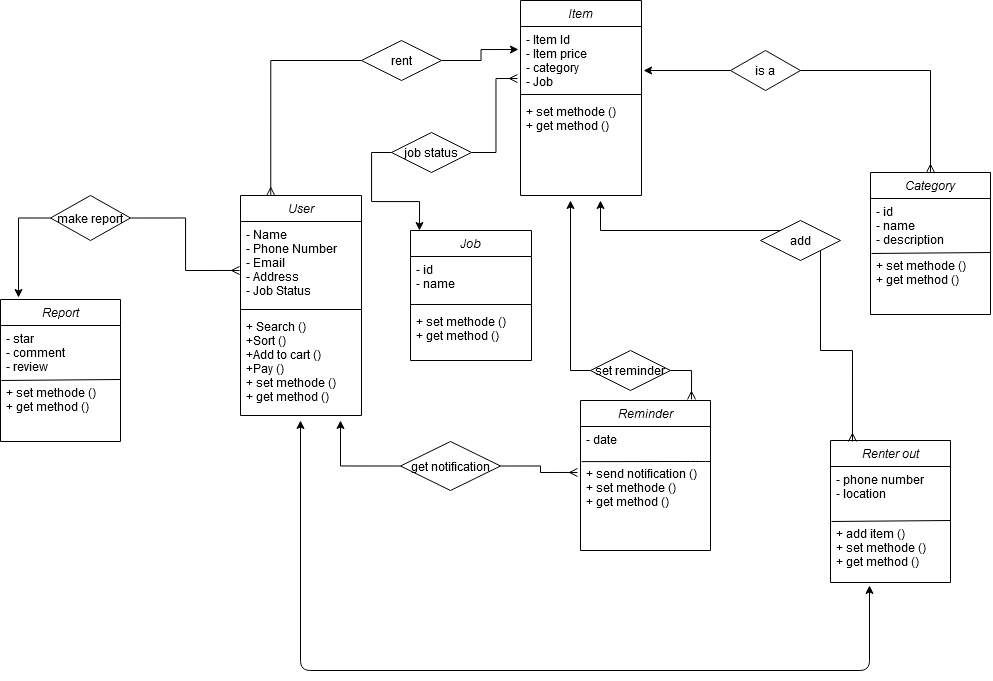 Item
- Item Id
- Item price
- category
- Job
+ set methode ()
+ get method ()
rent
is a
job status
Category
- id
- name
- description
+ set methode ()
+ get method ()
make report
User
- Name
- Phone Number
- Email
- Address
- Job Status
+ Search ()
+Sort ()
+Add to cart ()
+Pay ()
+ set methode ()
+ get method ()
Job
- id
- name
+ set methode ()
+ get method ()
add
Report
- star
- comment
- review
+ set methode ()
+ get method ()
set reminder
Reminder
- date
+ send notification ()
+ set methode ()
+ get method ()
get notification
Renter out
- phone number
- location
+ add item ()
+ set methode ()
+ get method ()